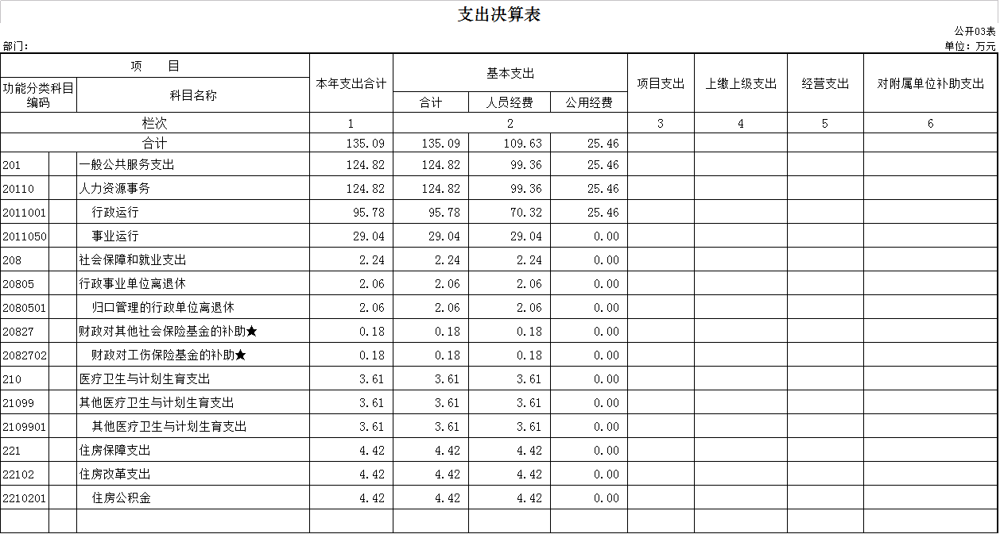 支出决算表
公开03表
部门： 单位：万元
项 目 本年支出合计 基本支出 项目支出 上缴上级支出 经营支出 对附属单位补助支出
功能分类科目编码 科目名称 合计 人员经费 公用经费
栏次 1 2 3 4 5 6
合计 135.09 135.09 109.63 25.46
201 一般公共服务支出 124.82 124.82 99.36 25.46
20110 人力资源事务 124.82 124.82 99.36 25.46
2011001 行政运行 95.78 95.78 70.32 25.46
2011050 事业运行 29.04 29.04 29.04 0.00
208 社会保障和就业支出 2.24 2.24 2.24 0.00
20805 行政事业单位离退休 2.06 2.06 2.06 0.00
2080501 归口管理的行政单位离退休 2.06 2.06 2.06 0.00
20827 财政对其他社会保险基金的补助★ 0.18 0.18 0.18 0.00
2082702 财政对工伤保险基金的补助★ 0.18 0.18 0.18 0.00
210 医疗卫生与计划生育支出 3.61 3.61 3.61 0.00
21099 其他医疗卫生与计划生育支出 3.61 3.61 3.61 0.00
2109901 其他医疗卫生与计划生育支出 3.61 3.61 3.61 0.00
221 住房保障支出 4.42 4.42 4.42 0.00
22102 住房改革支出 4.42 4.42 4.42 0.00
2210201 住房公积金 4.42 4.42 4.42 0.00